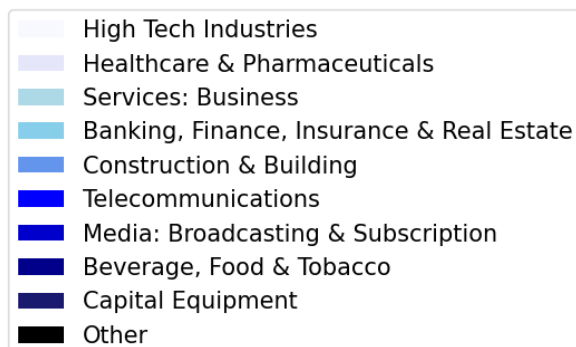 High Tech Industries
Healthcare & Pharmaceuticals
Services: Business
Banking, Finance, Insurance & Real Estate
Construction & Building
Telecommunications
Media: Broadcasting & Subscription
Beverage, Food & Tobacco
Capital Equipment
Other